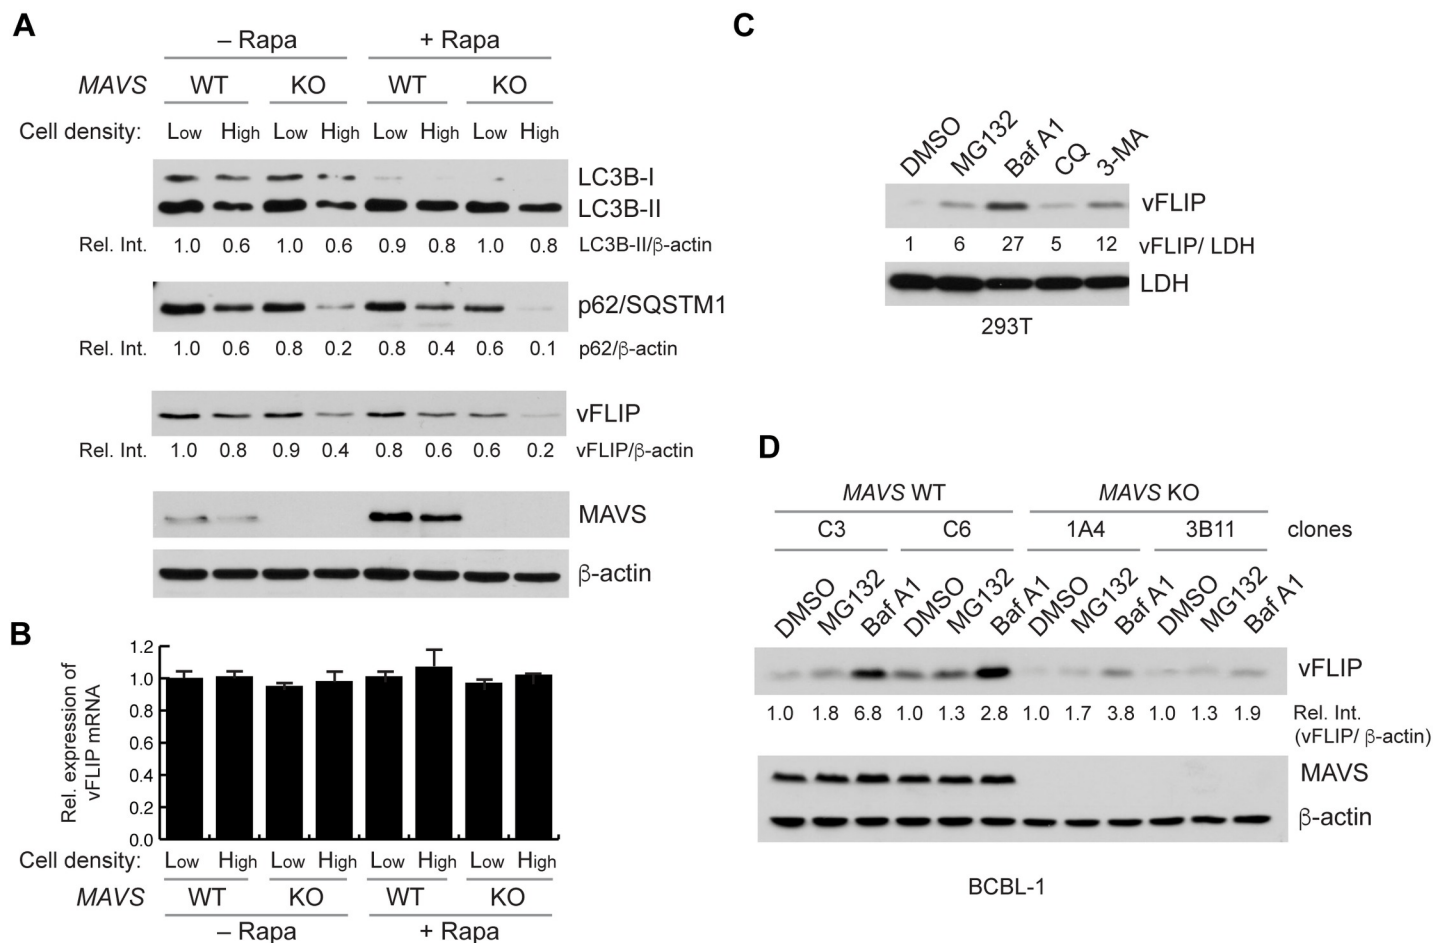 A
– Rapa + Rapa
MAVS WT KO WT KO
Cell density: Low High Low High Low High Low High
LC3B-I
LC3B-II
Rel. Int. 1.0 0.6 1.0 0.6 0.9 0.8 1.0 0.8 LC3B-II/β-actin
p62/SQSTM1
Rel. Int. 1.0 0.6 0.8 0.2 0.8 0.4 0.6 0.1 p62/β-actin
vFLIP
Rel. Int. 1.0 0.8 0.9 0.4 0.8 0.6 0.6 0.2 vFLIP/β-actin
MAVS
β-actin
B
Rel. expression of
vFLIP mRNA
1.2
1.0
0.8
0.6
0.4
0.2
0.0
Cell density: Low High Low High Low High Low High
MAVS WT KO WT KO
– Rapa + Rapa
C
DMSO MG132 Baf A1 CQ 3-MA
vFLIP
1 6 27 5 12 vFLIP/ LDH
LDH
293T
D
MAVS WT MAVS KO
C3 C6 1A4 3B11 clones
DMSO MG132 Baf A1 DMSO MG132 Baf A1 DMSO MG132 Baf A1 DMSO MG132 Baf A1
vFLIP
1.0 1.8 6.8 1.0 1.3 2.8 1.0 1.7 3.8 1.0 1.3 1.9 Rel. Int.
(vFLIP/ β-actin)
MAVS
β-actin
BCBL-1